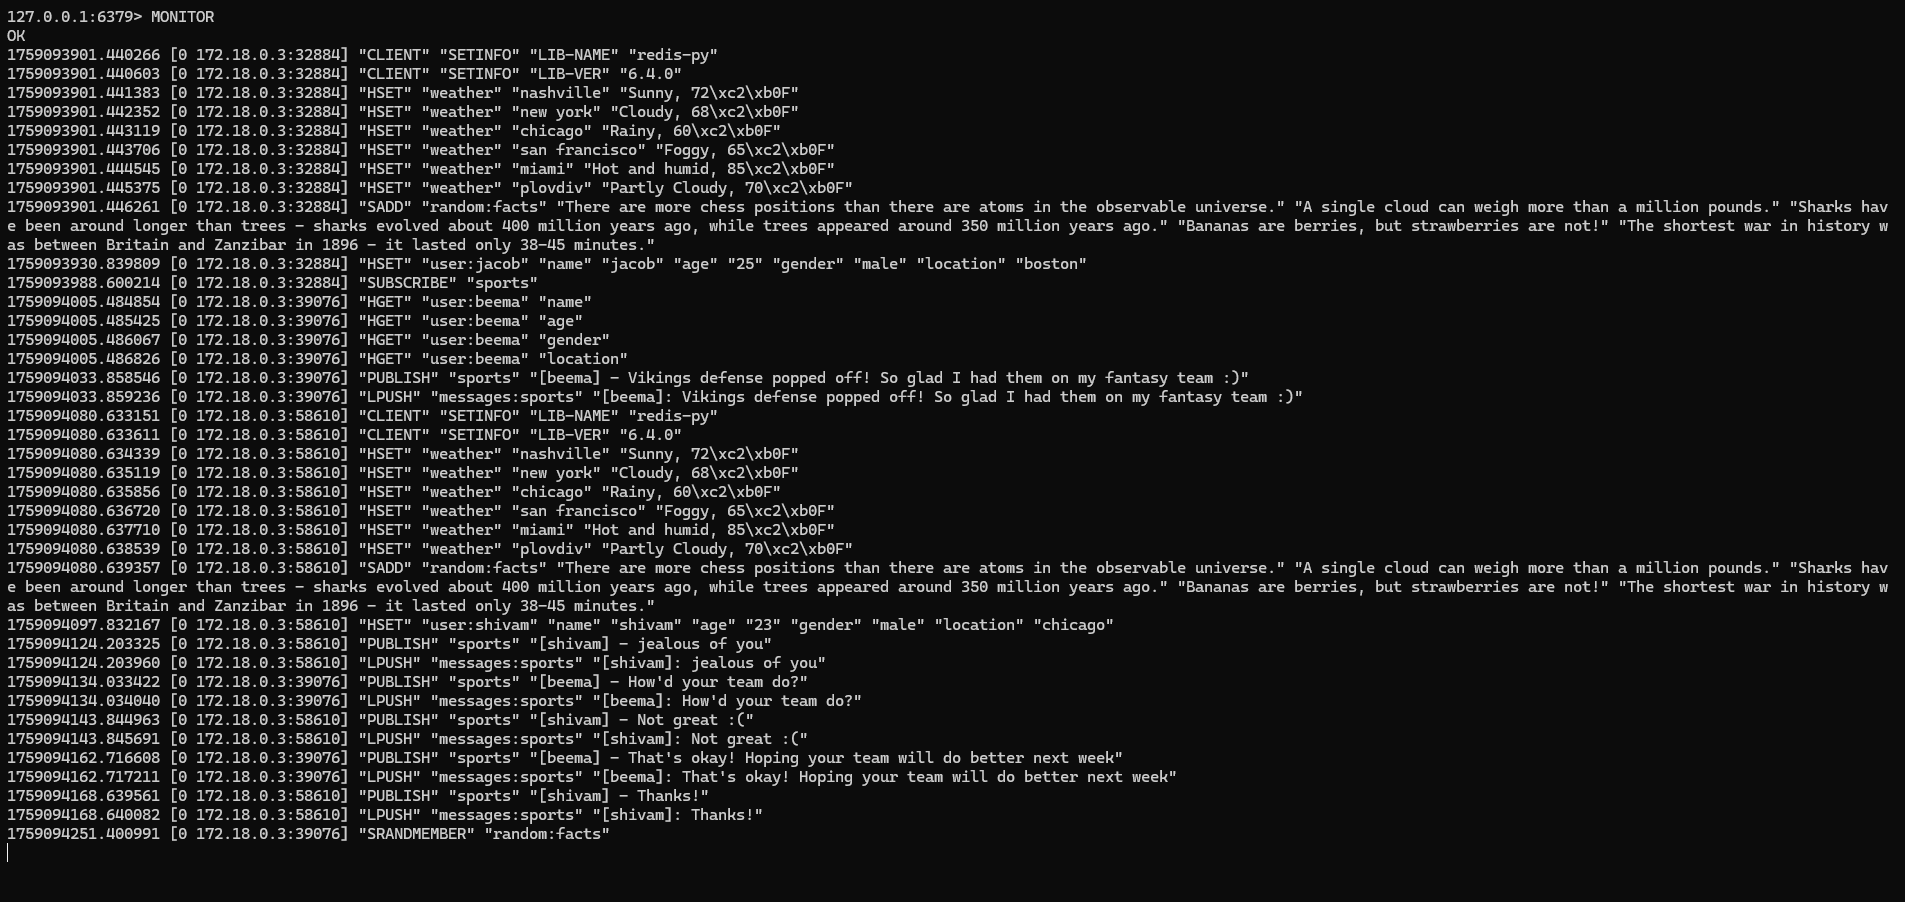 127.0.0.1:6379> MONITOR
OK
1759093901.440266 [0 172.18.0.3:32884] "CLIENT" "SETINFO" "LIB-NAME" "redis-py"
1759093901.440603 [0 172.18.0.3:32884] "CLIENT" "SETINFO" "LIB-VER" "6.4.0"
1759093901.441383 [0 172.18.0.3:32884] "HSET" "weather" "nashville" "Sunny, 72\xc2\xb0F"
1759093901.442352 [0 172.18.0.3:32884] "HSET" "weather" "new york" "Cloudy, 68\xc2\xb0F"
1759093901.443119 [0 172.18.0.3:32884] "HSET" "weather" "chicago" "Rainy, 60\xc2\xb0F"
1759093901.443706 [0 172.18.0.3:32884] "HSET" "weather" "san francisco" "Foggy, 65\xc2\xb0F"
1759093901.444545 [0 172.18.0.3:32884] "HSET" "weather" "miami" "Hot and humid, 85\xc2\xb0F"
1759093901.445375 [0 172.18.0.3:32884] "HSET" "weather" "plovdiv" "Partly Cloudy, 70\xc2\xb0F"
1759093901.446261 [0 172.18.0.3:32884] "SADD" "random:facts" "There are more chess positions than there are atoms in the observable universe." "A single cloud can weigh more than a million pounds." "Sharks hav
e been around longer than trees - sharks evolved about 400 million years ago, while trees appeared around 350 million years ago." "Bananas are berries, but strawberries are not!" "The shortest war in history w
as between Britain and Zanzibar in 1896 - it lasted only 38-45 minutes."
1759093930.839809 [0 172.18.0.3:32884] "HSET" "user:jacob" "name" "jacob" "age" "25" "gender" "male" "location" "boston"
1759093988.600214 [0 172.18.0.3:32884] "SUBSCRIBE" "sports"
1759094005.484854 [0 172.18.0.3:39076] "HGET" "user:beema" "name"
1759094005.485425 [0 172.18.0.3:39076] "HGET" "user:beema" "age"
1759094005.486067 [0 172.18.0.3:39076] "HGET" "user:beema" "gender"
1759094005.486826 [0 172.18.0.3:39076] "HGET" "user:beema" "location"
1759094033.858546 [0 172.18.0.3:39076] "PUBLISH" "sports" "[beema] - Vikings defense popped off! So glad I had them on my fantasy team :)"
1759094033.859236 [0 172.18.0.3:39076] "LPUSH" "messages:sports" "[beema]: Vikings defense popped off! So glad I had them on my fantasy team :)"
1759094080.633151 [0 172.18.0.3:58610] "CLIENT" "SETINFO" "LIB-NAME" "redis-py"
1759094080.633611 [0 172.18.0.3:58610] "CLIENT" "SETINFO" "LIB-VER" "6.4.0"
1759094080.634339 [0 172.18.0.3:58610] "HSET" "weather" "nashville" "Sunny, 72\xc2\xb0F"
1759094080.635119 [0 172.18.0.3:58610] "HSET" "weather" "new york" "Cloudy, 68\xc2\xb0F"
1759094080.635856 [0 172.18.0.3:58610] "HSET" "weather" "chicago" "Rainy, 60\xc2\xb0F"
1759094080.636720 [0 172.18.0.3:58610] "HSET" "weather" "san francisco" "Foggy, 65\xc2\xb0F"
1759094080.637710 [0 172.18.0.3:58610] "HSET" "weather" "miami" "Hot and humid, 85\xc2\xb0F"
1759094080.638539 [0 172.18.0.3:58610] "HSET" "weather" "plovdiv" "Partly Cloudy, 70\xc2\xb0F"
1759094080.639357 [0 172.18.0.3:58610] "SADD" "random:facts" "There are more chess positions than there are atoms in the observable universe." "A single cloud can weigh more than a million pounds." "Sharks hav
e been around longer than trees - sharks evolved about 400 million years ago, while trees appeared around 350 million years ago." "Bananas are berries, but strawberries are not!" "The shortest war in history w
as between Britain and Zanzibar in 1896 - it lasted only 38-45 minutes."
1759094097.832167 [0 172.18.0.3:58610] "HSET" "user:shivam" "name" "shivam" "age" "23" "gender" "male" "location" "chicago"
1759094124.203325 [0 172.18.0.3:58610] "PUBLISH" "sports" "[shivam] - jealous of you"
1759094124.203960 [0 172.18.0.3:58610] "LPUSH" "messages:sports" "[shivam]: jealous of you"
1759094134.033422 [0 172.18.0.3:39076] "PUBLISH" "sports" "[beema] - How'd your team do?"
1759094134.034040 [0 172.18.0.3:39076] "LPUSH" "messages:sports" "[beema]: How'd your team do?"
1759094143.844963 [0 172.18.0.3:58610] "PUBLISH" "sports" "[shivam] - Not great :("
1759094143.845691 [0 172.18.0.3:58610] "LPUSH" "messages:sports" "[shivam]: Not great :("
1759094162.716608 [0 172.18.0.3:39076] "PUBLISH" "sports" "[beema] - That's okay! Hoping your team will do better next week"
1759094162.717211 [0 172.18.0.3:39076] "LPUSH" "messages:sports" "[beema]: That's okay! Hoping your team will do better next week"
1759094168.639561 [0 172.18.0.3:58610] "PUBLISH" "sports" "[shivam] - Thanks!"
1759094168.640082 [0 172.18.0.3:58610] "LPUSH" "messages:sports" "[shivam]: Thanks!"
1759094251.400991 [0 172.18.0.3:39076] "SRANDMEMBER" "random:facts"